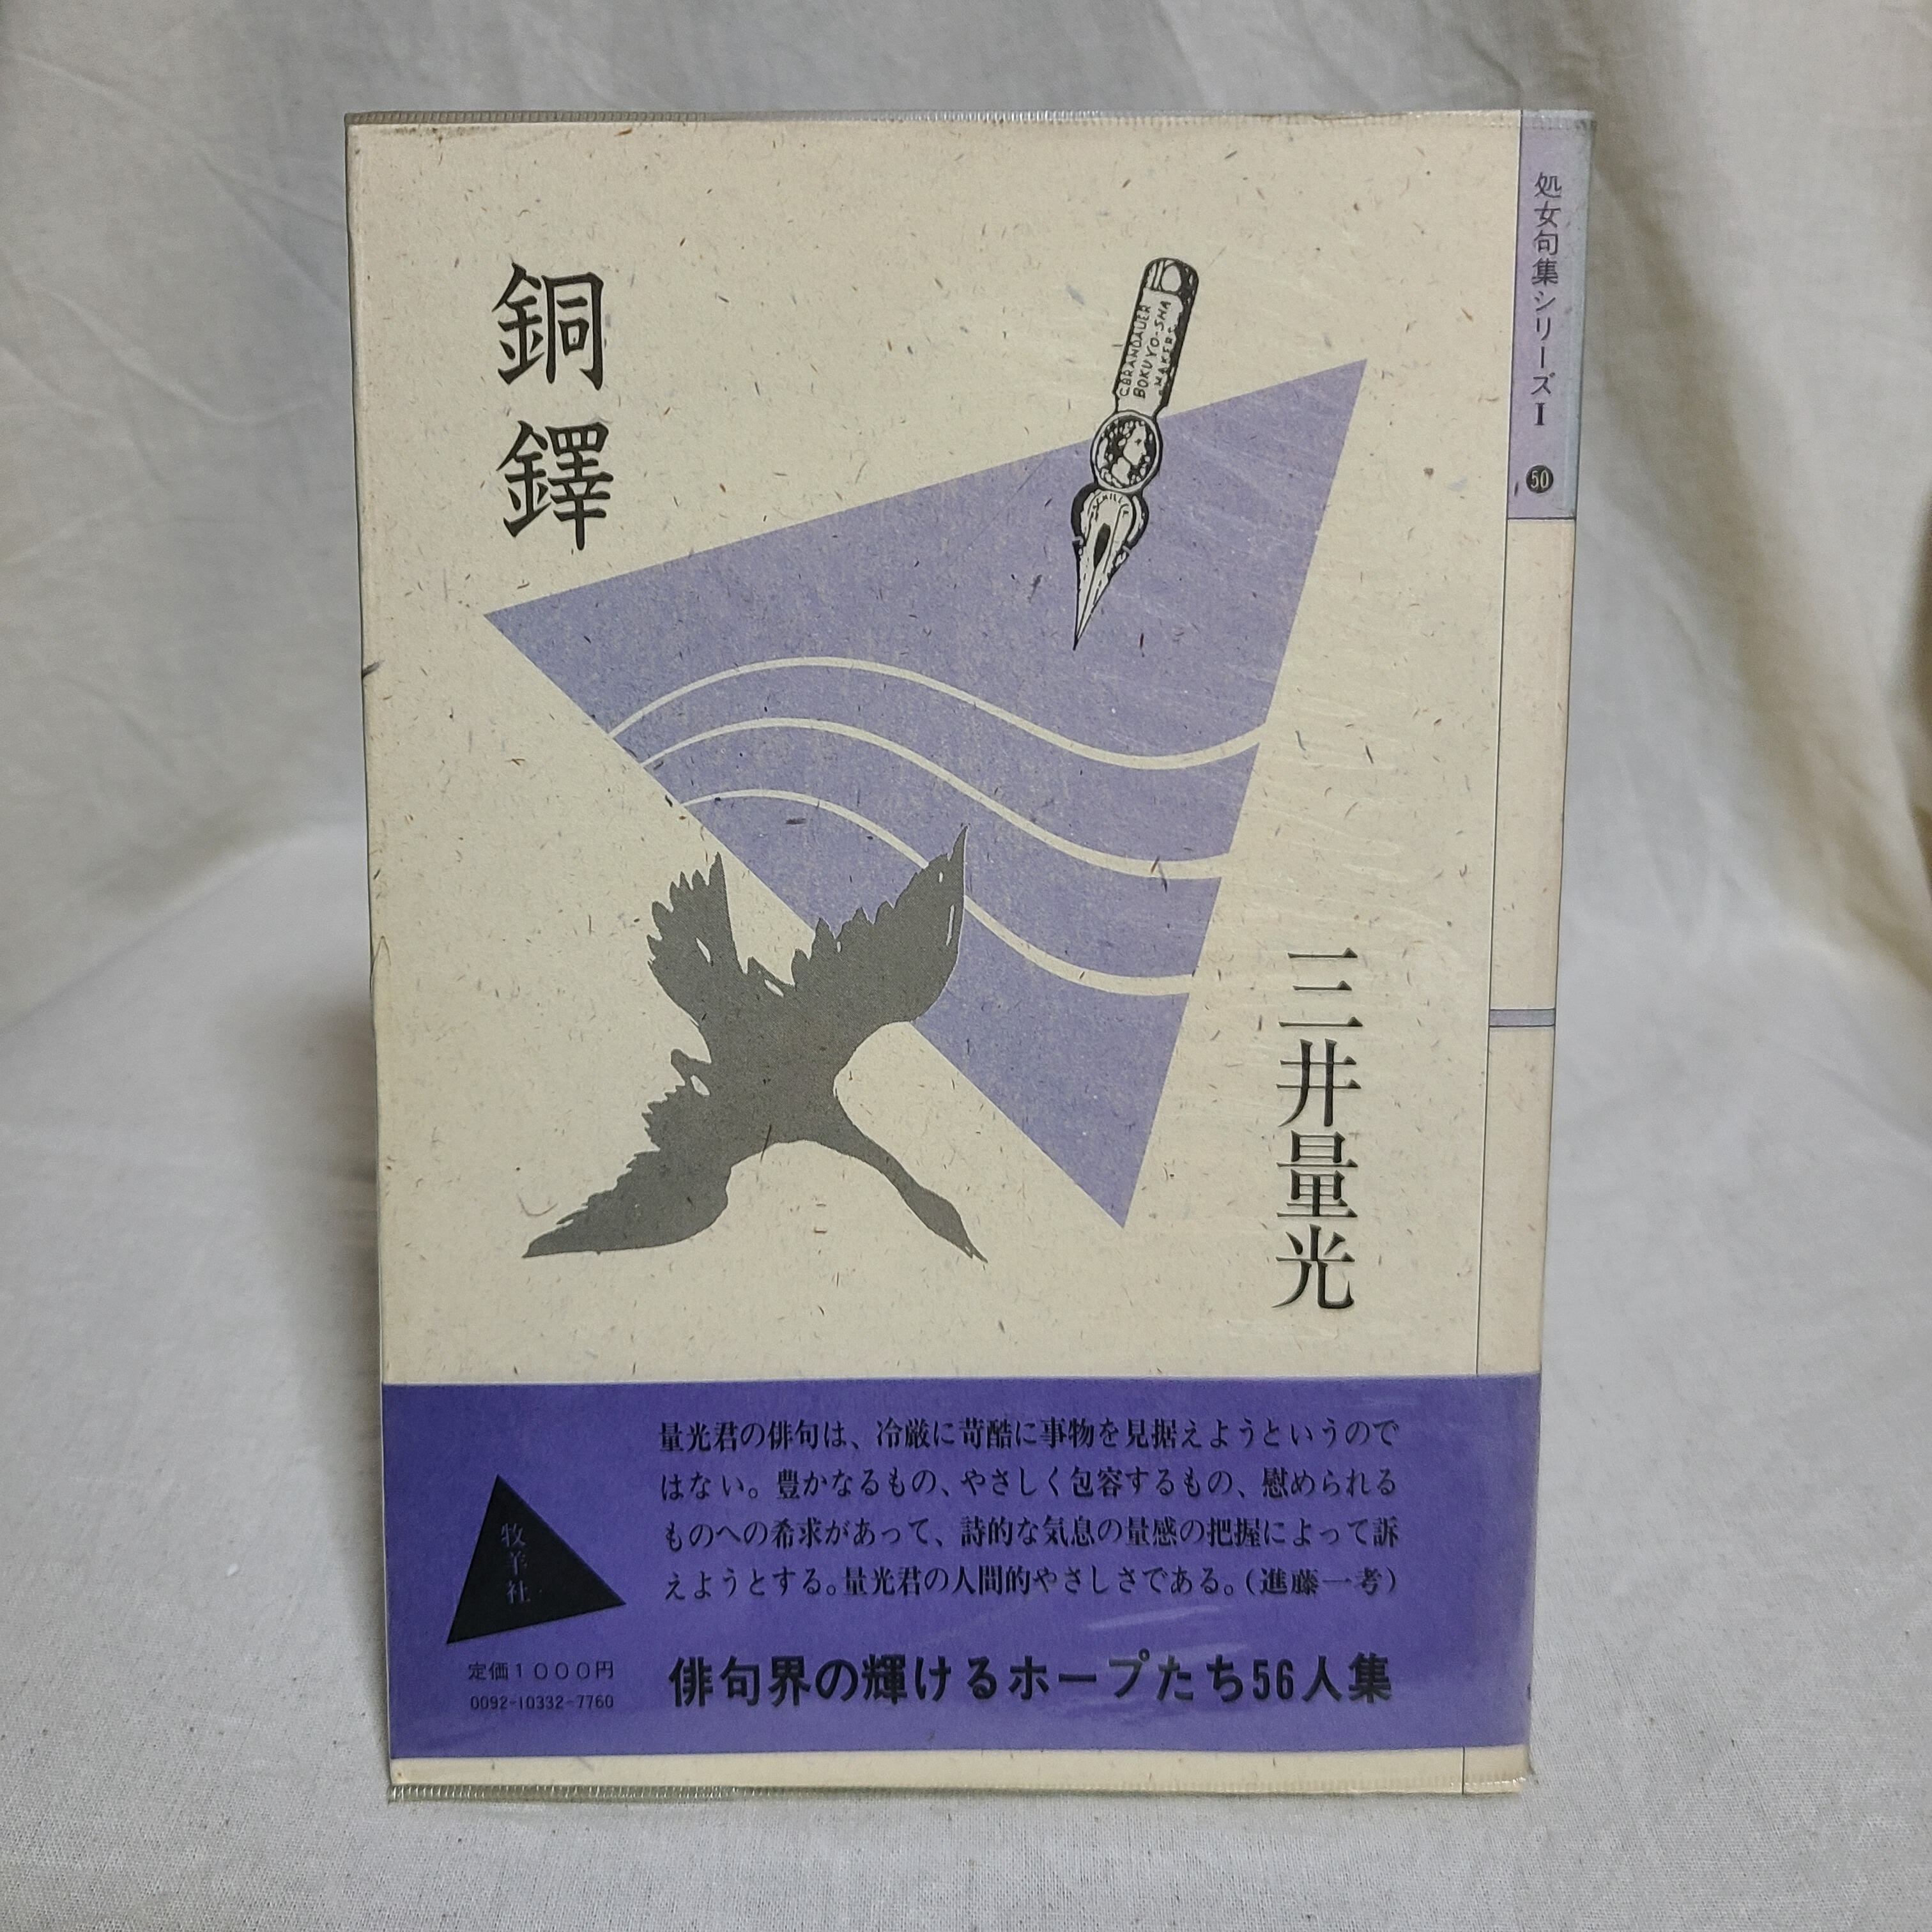 銅鐸
C.BRANDAUER
BOKUYO-SHA
MAKERS
三井量光
処女句集シリーズⅠ
50
量光君の俳句は、冷厳に苛酷に事物を見据えようというので
はない。豊かなるもの、やさしく包容するもの、慰められる
ものへの希求があって、詩的な気息の量感の把握によって訴
えようとする。量光君の人間的やさしさである。(進藤一考)
俳句界の輝けるホープたち56人集
牧羊社
定価1000円
0092-10332-7760